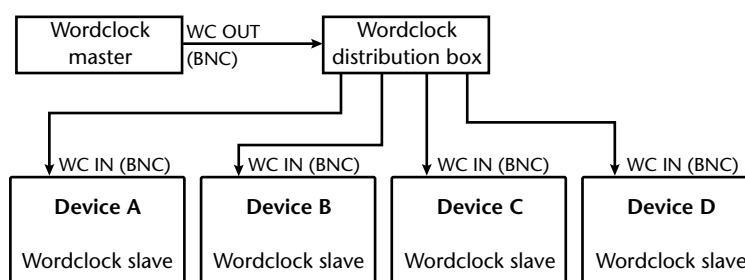 Wordclock
master
WC OUT
(BNC)
Wordclock
distribution box
WC IN (BNC)
WC IN (BNC)
WC IN (BNC)
WC IN (BNC)
Device A
Wordclock slave
Device B
Wordclock slave
Device C
Wordclock slave
Device D
Wordclock slave